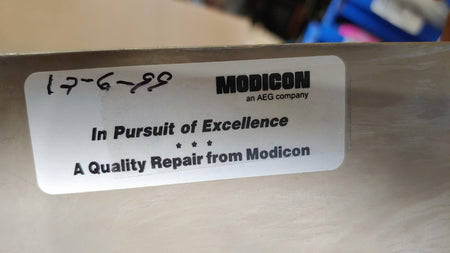 17-6-99
MODICON
an AEG company
In Pursuit of Excellence
* * *
A Quality Repair from Modicon